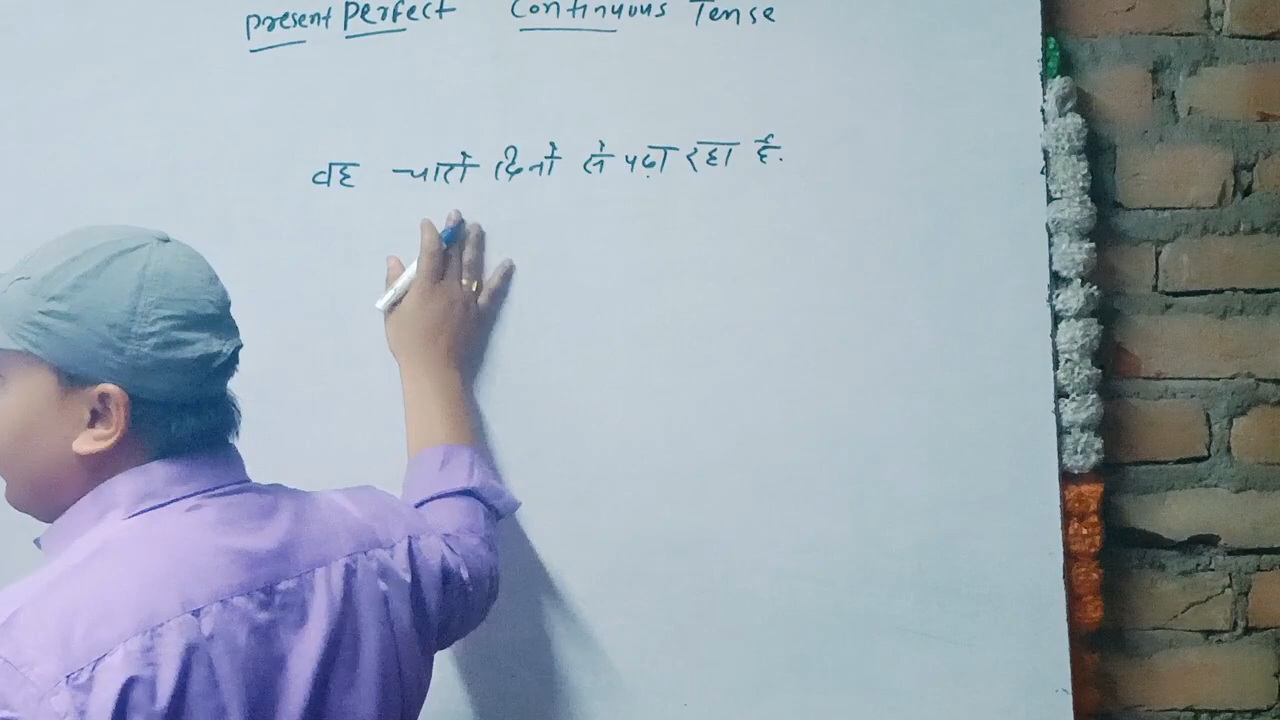 present perfect continuous Tense
वह चारो दिनो से पढ़ा रहा है.